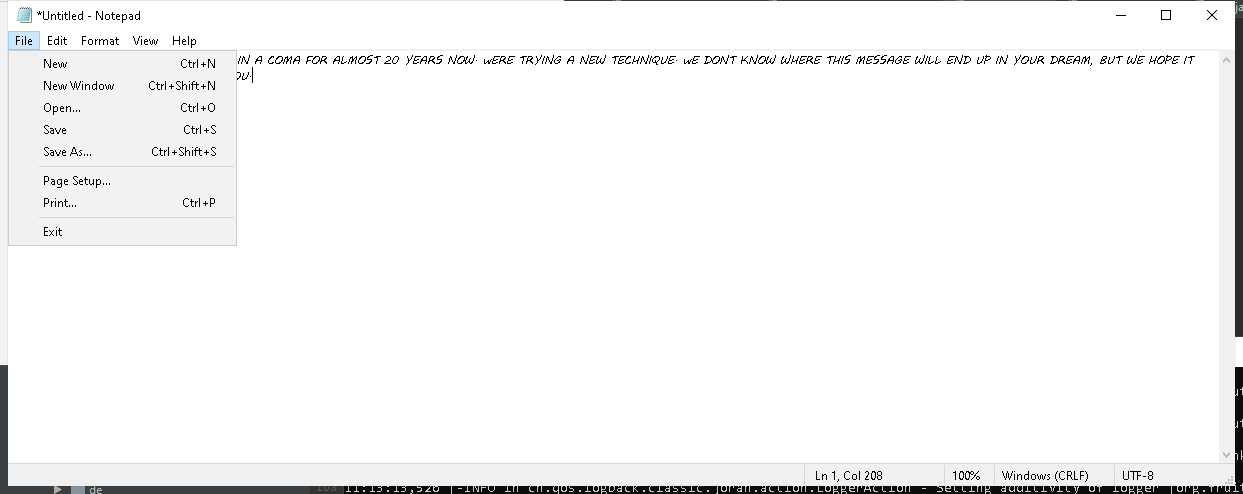 *Untitled - Notepad
File Edit Format View Help
IN A COMA FOR ALMOST 20 YEARS NOW. WERE TRYING A NEW TECHNIQUE. WE DONT KNOW WHERE THIS MESSAGE WILL END UP IN YOUR DREAM, BUT WE HOPE IT
OU.
New Ctrl+N
New Window Ctrl+Shift+N
Open... Ctrl+O
Save Ctrl+S
Save As... Ctrl+Shift+S
Page Setup...
Print... Ctrl+P
Exit
Ln 1, Col 208 100% Windows (CRLF) UTF-8
de 11:13:13,526 |-INFO in ch.qos.logback.classic.joran.action.LoggerAction - Setting additivity of logger [org.fruit